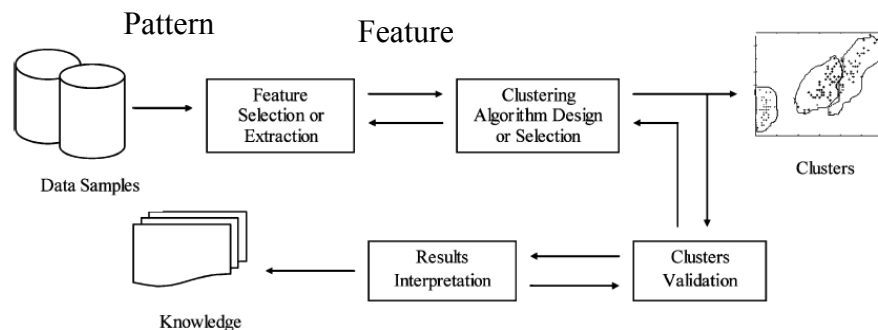 Pattern
Feature
Feature
Selection or
Extraction
Clustering
Algorithm Design
or Selection
Data Samples
Clusters
Results
Interpretation
Clusters
Validation
Knowledge